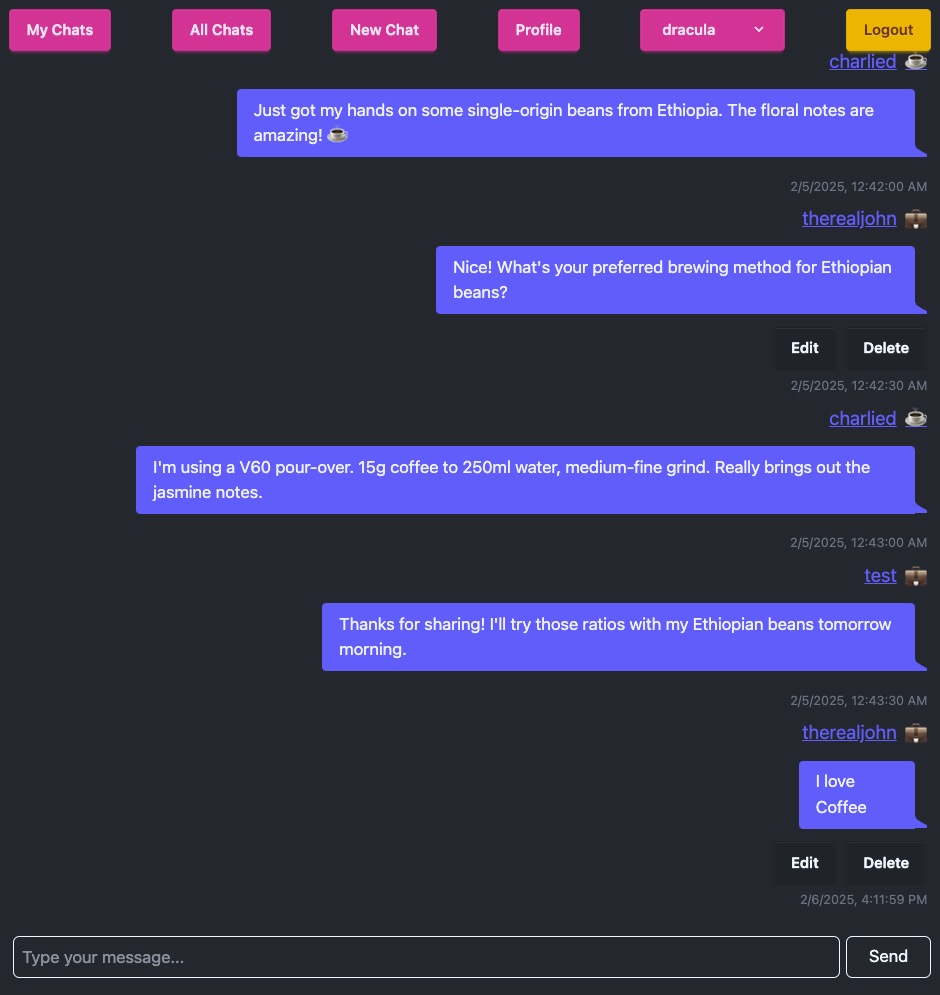 My Chats
All Chats
New Chat
Profile
dracula
Logout
charlied ☕
Just got my hands on some single-origin beans from Ethiopia. The floral notes are
amazing! ☕
2/5/2025, 12:42:00 AM
therealjohn 💼
Nice! What's your preferred brewing method for Ethiopian
beans?
Edit
Delete
2/5/2025, 12:42:30 AM
charlied ☕
I'm using a V60 pour-over. 15g coffee to 250ml water, medium-fine grind. Really brings out the
jasmine notes.
2/5/2025, 12:43:00 AM
test 💼
Thanks for sharing! I'll try those ratios with my Ethiopian beans tomorrow
morning.
2/5/2025, 12:43:30 AM
therealjohn 💼
I love
Coffee
Edit
Delete
2/6/2025, 4:11:59 PM
Type your message...
Send